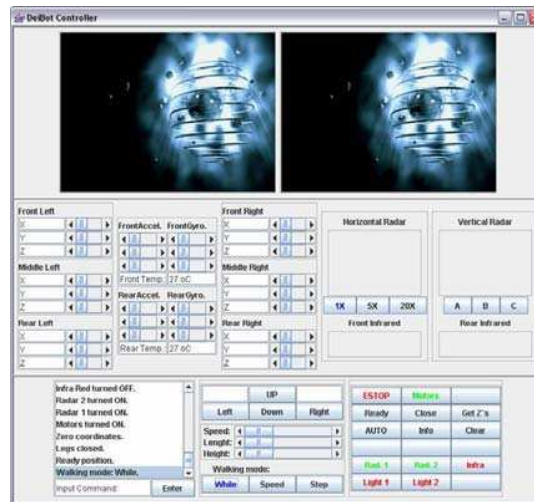 DeiBot Controller
Front Left
X
Y
Z
Middle Left
X
Y
Z
Rear Left
X
Y
Z
FrontAccel. FrontGyro.
Front Temp.: 27 oC
RearAccel. RearGyro.
Rear Temp.: 27 oC
Front Right
X
Y
Z
Middle Right
X
Y
Z
Rear Right
X
Y
Z
Horizontal Radar
1X 5X 20X
Front Infrared
Vertical Radar
A B C
Rear Infrared
Infra Red turned OFF.
Radar 2 turned ON.
Radar 1 turned ON.
Motors turned ON.
Zero coordinates.
Legs closed.
Ready position.
Walking mode: While.
Input Command: Enter
UP
Left Down Right
Speed:
Lenght:
Height:
Walking mode:
While Speed Step
ESTOP Motors
Ready Close Get Z's
AUTO Info Clear
Rad. 1 Rad. 2 Infra
Light 1 Light 2